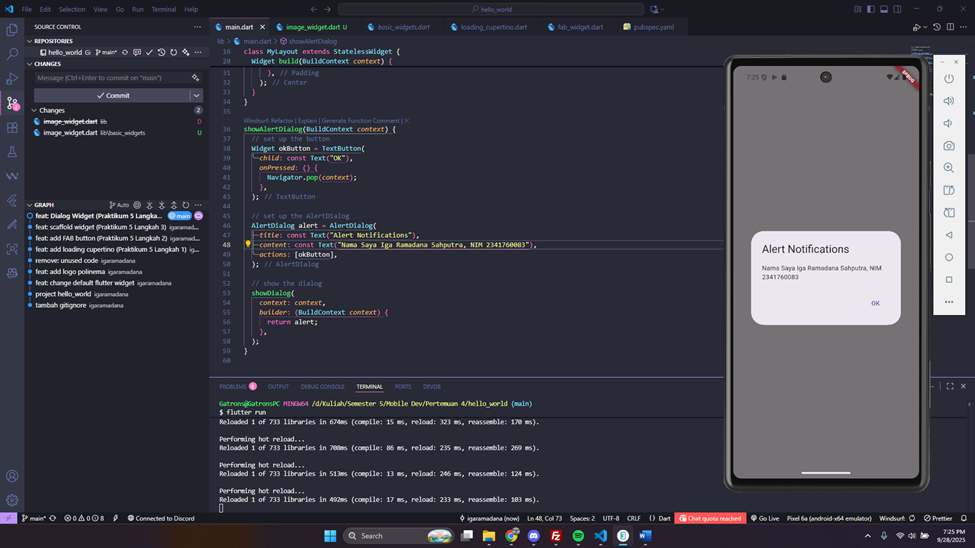 File Edit Selection View Go Run Terminal Help
hello_world
SOURCE CONTROL
REPOSITORIES
hello_world Gi main*
CHANGES
Message (Ctrl+Enter to commit on "main")
Commit
Changes 2
image_widget.dart lib D
image_widget.dart lib\basic_widgets U
GRAPH Auto
feat: Dialog Widget (Praktikum 5 Langka... main
feat: scaffold widget (Praktikum 5 Langkah 3) igaramadana
feat: add FAB button (Praktikum 5 Langkah 2) igaramadana
feat: add loading cupertino (Praktikum 5 Langkah 1) igaramad...
remove: unused code igaramadana
feat: add logo polinema igaramadana
feat: change default flutter widget igaramadana
project hello_world igaramadana
tambah gitignore igaramadana
main.dart
image_widget.dart U
basic_widgets
loading_cupertino.dart
fab_widget.dart
pubspec.yaml
lib > main.dart > showAlertDialog
16 class MyLayout extends StatelessWidget {
20 Widget build(BuildContext context) {
31 ), // Padding
32 ); // Center
33 }
34 }
35
Windsurf: Refactor | Explain | Generate Function Comment | X
36 showAlertDialog(BuildContext context) {
37 // set up the button
38 Widget okButton = TextButton(
39 child: const Text("OK"),
40 onPressed: () {
41 Navigator.pop(context);
42 },
43 ); // TextButton
44
45 // set up the AlertDialog
46 AlertDialog alert = AlertDialog(
47 title: const Text("Alert Notifications"),
48 content: const Text("Nama Saya Iga Ramadana Sahputra, NIM 2341760083"),
49 actions: [okButton],
50 ); // AlertDialog
51
52 // show the dialog
53 showDialog(
54 context: context,
55 builder: (BuildContext context) {
56 return alert;
57 },
58 );
59 }
60
PROBLEMS 8 OUTPUT DEBUG CONSOLE TERMINAL PORTS DEVDB
Gatrons@GatronsPC MINGW64 /d/Kuliah/Semester 5/Mobile Dev/Pertemuan 4/hello_world (main)
$ flutter run
Reloaded 1 of 733 libraries in 674ms (compile: 15 ms, reload: 323 ms, reassemble: 170 ms).
Performing hot reload...
Reloaded 1 of 733 libraries in 708ms (compile: 86 ms, reload: 235 ms, reassemble: 269 ms).
Performing hot reload...
Reloaded 1 of 733 libraries in 513ms (compile: 13 ms, reload: 246 ms, reassemble: 124 ms).
Performing hot reload...
Reloaded 1 of 733 libraries in 492ms (compile: 17 ms, reload: 233 ms, reassemble: 103 ms).
7:25
DEBUG
Alert Notifications
Nama Saya Iga Ramadana Sahputra, NIM
2341760083
OK
main* 0 0 8 Connected to Discord igaramadana (now) Ln 48, Col 73 Spaces: 2 UTF-8 CRLF {} Dart Chat quota reached Go Live Pixel 6a (android-x64 emulator) Windsurf: Prettier
Search
7:25 PM
9/28/2025